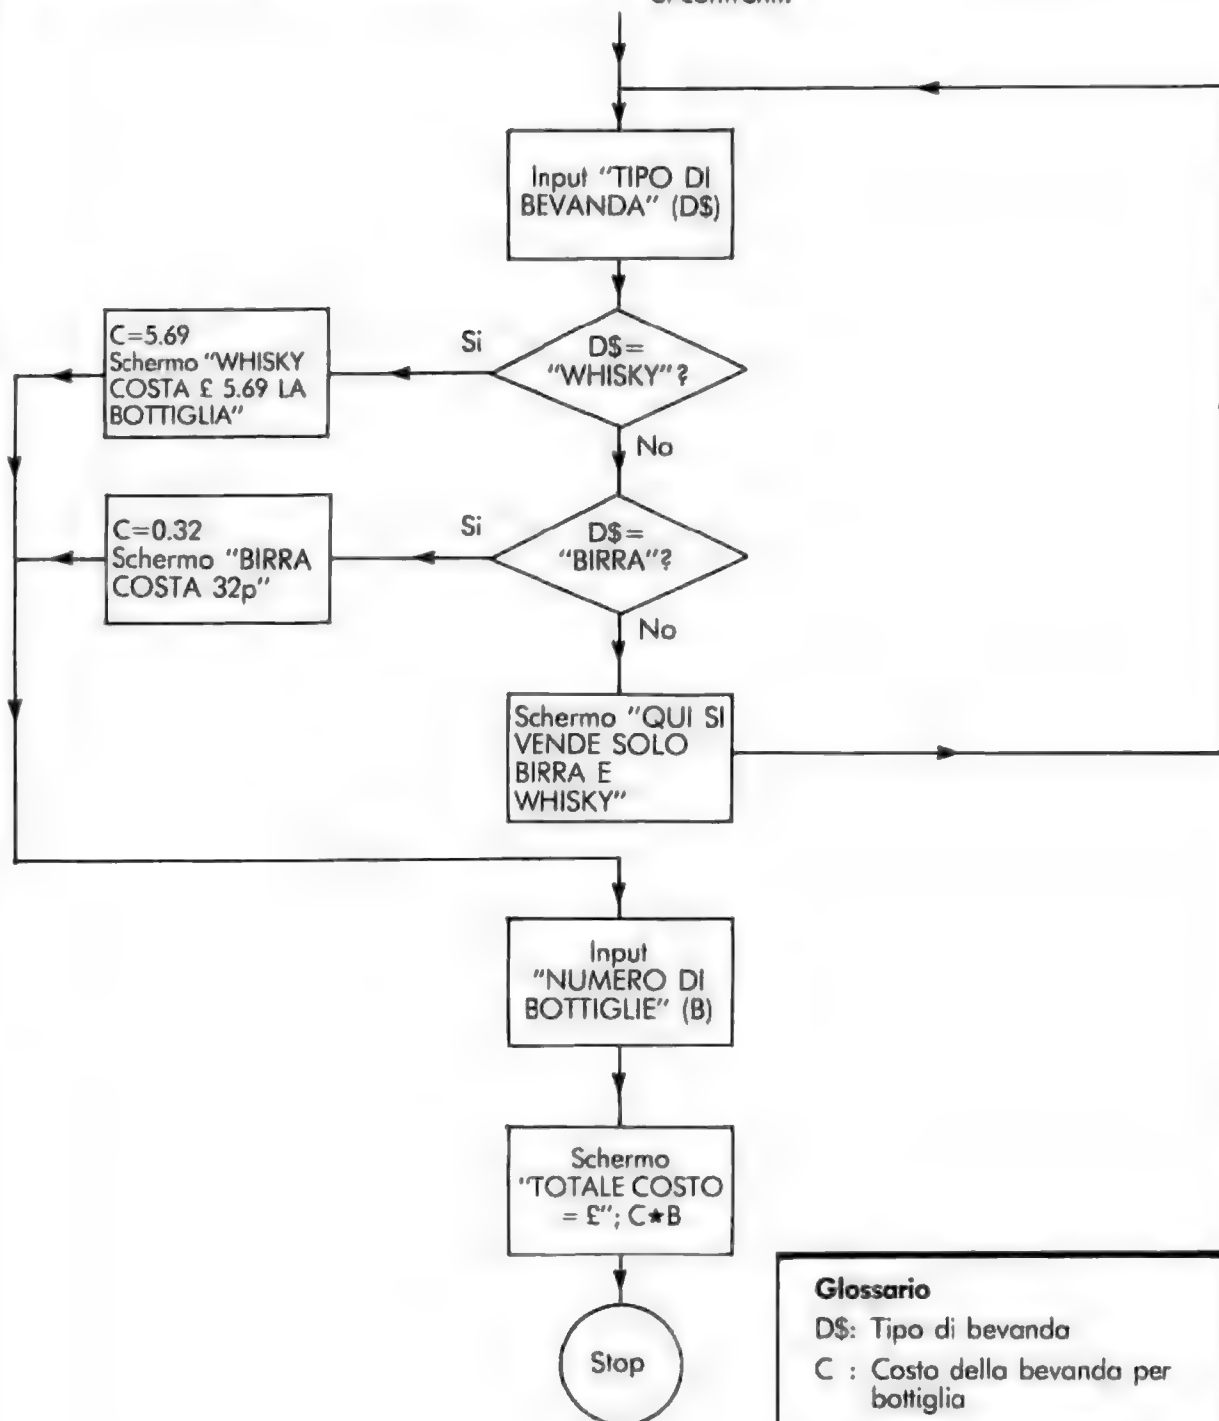 Input "TIPO DI
BEVANDA" (D$)
D$=
"WHISKY"?
Si
No
C=5.69
Schermo "WHISKY
COSTA £ 5.69 LA
BOTTIGLIA"
D$=
"BIRRA"?
Si
No
C=0.32
Schermo "BIRRA
COSTA 32p"
Schermo "QUI SI
VENDE SOLO
BIRRA E
WHISKY"
Input
"NUMERO DI
BOTTIGLIE" (B)
Schermo
"TOTALE COSTO
= £"; C★B
Stop
Glossario
D$: Tipo di bevanda
C : Costo della bevanda per
bottiglia